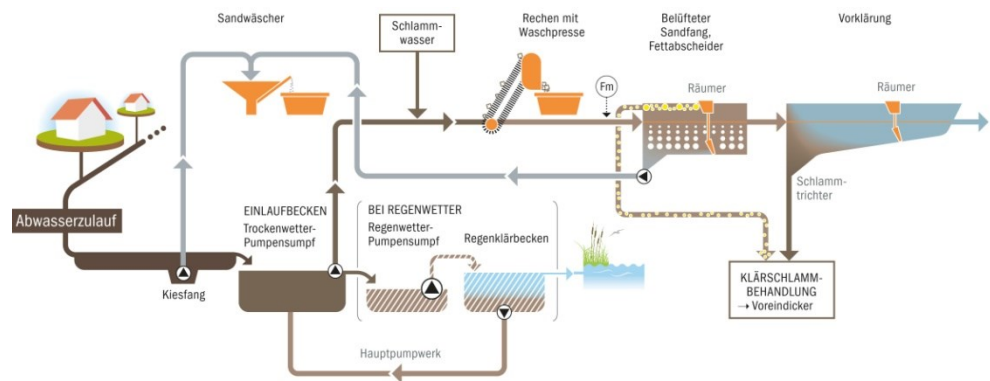 Sandwäscher
Schlamm-
wasser
Rechen mit
Waschpresse
Belüfteter
Sandfang,
Fettabscheider
Vorklärung
Fm
Räumer
Räumer
Abwasserzulauf
EINLAUFBECKEN
Trockenwetter-
Pumpensumpf
BEI REGENWETTER
Regenwetter-
Pumpensumpf
Regenklärbecken
Schlamm-
trichter
Kiesfang
KLÄRSCHLAMM-
BEHANDLUNG
→ Voreindicker
Hauptpumpwerk